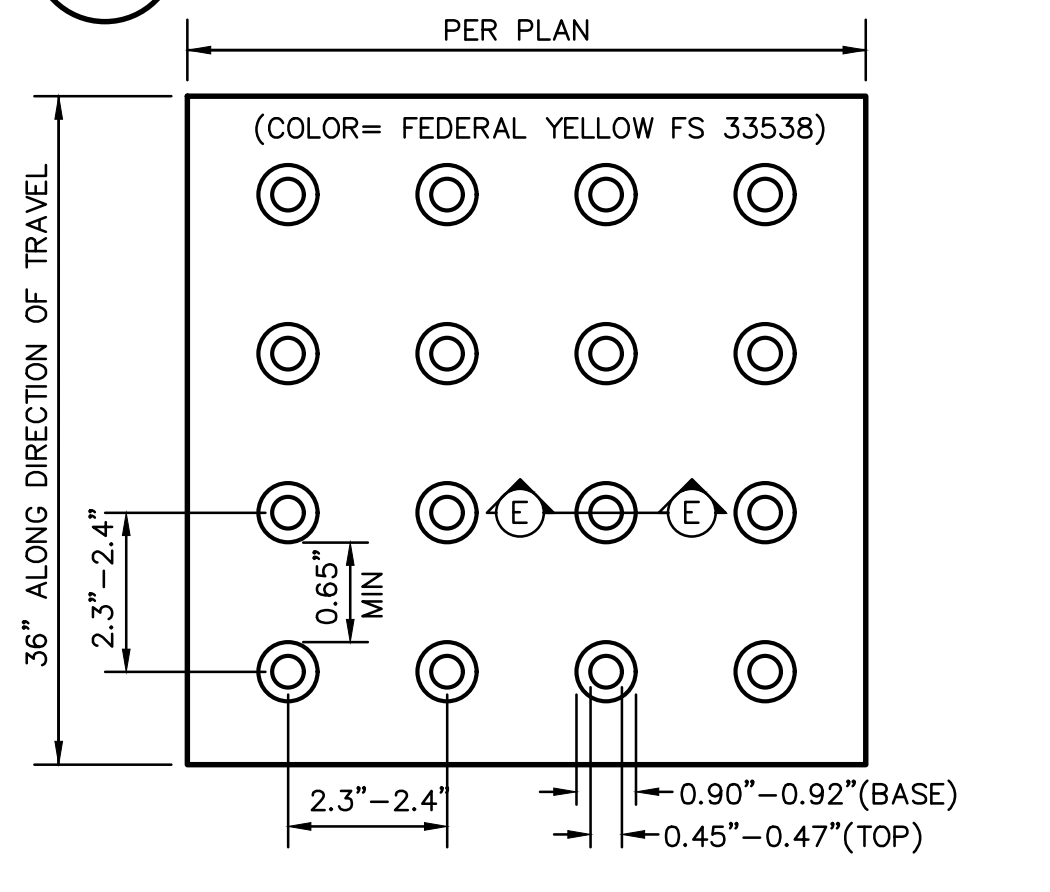 PER PLAN
(COLOR= FEDERAL YELLOW FS 33538)
36” ALONG DIRECTION OF TRAVEL
2.3”–2.4”
0.65”
MIN
E
E
2.3”–2.4”
0.90”–0.92”(BASE)
0.45”–0.47”(TOP)